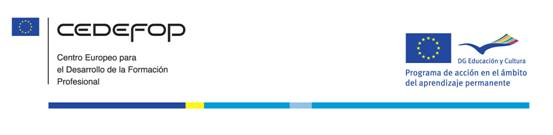 CEDEFOP
Centro Europeo para
el Desarrollo de la Formación
Profesional
DG Educación y Cultura
Programa de acción en el ámbito
del aprendizaje permanente